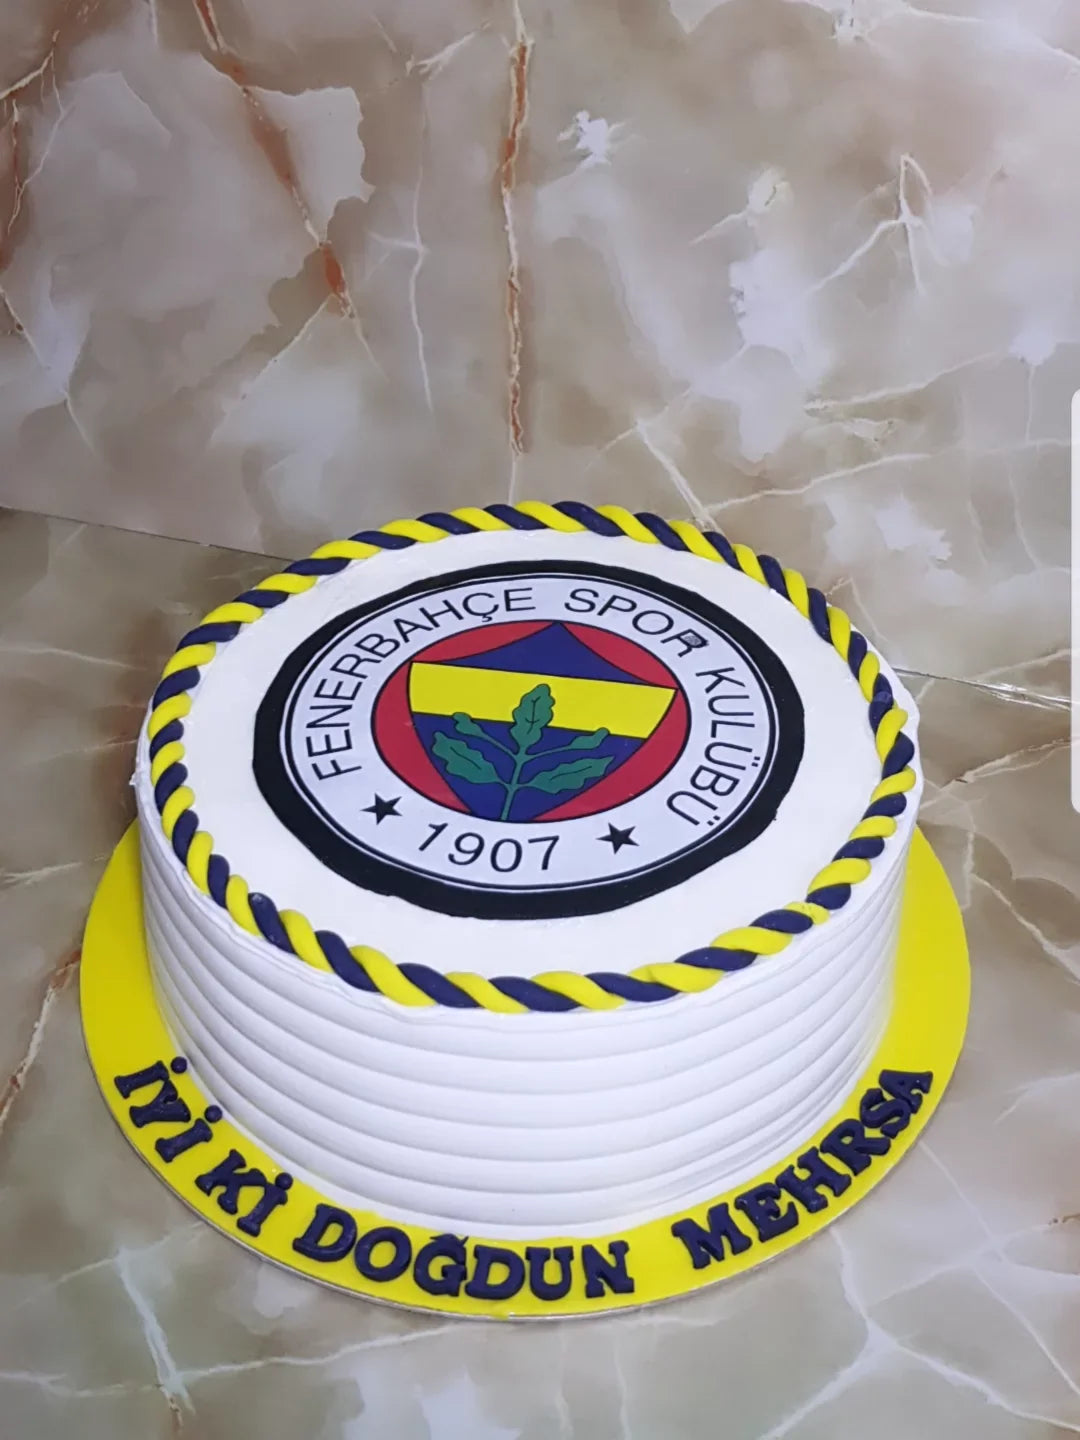 FENERBAHÇE SPOR KULÜBÜ
★ 1907 ★
İYİ Kİ DOĞDUN MEHRSA